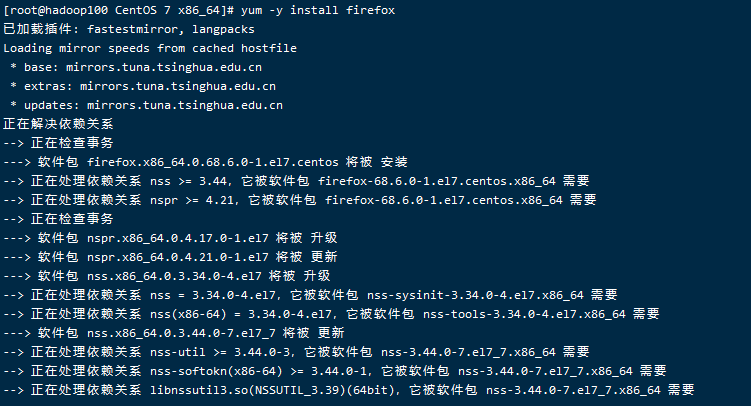 [root@hadoop100 CentOS 7 x86_64]# yum -y install firefox
已加载插件: fastestmirror, langpacks
Loading mirror speeds from cached hostfile
 * base: mirrors.tuna.tsinghua.edu.cn
 * extras: mirrors.tuna.tsinghua.edu.cn
 * updates: mirrors.tuna.tsinghua.edu.cn
正在解决依赖关系
--> 正在检查事务
---> 软件包 firefox.x86_64.0.68.6.0-1.el7.centos 将被 安装
--> 正在处理依赖关系 nss >= 3.44, 它被软件包 firefox-68.6.0-1.el7.centos.x86_64 需要
--> 正在处理依赖关系 nspr >= 4.21, 它被软件包 firefox-68.6.0-1.el7.centos.x86_64 需要
--> 正在检查事务
---> 软件包 nspr.x86_64.0.4.17.0-1.el7 将被 升级
---> 软件包 nspr.x86_64.0.4.21.0-1.el7 将被 更新
---> 软件包 nss.x86_64.0.3.34.0-4.el7 将被 升级
--> 正在处理依赖关系 nss = 3.34.0-4.el7, 它被软件包 nss-sysinit-3.34.0-4.el7.x86_64 需要
--> 正在处理依赖关系 nss(x86-64) = 3.34.0-4.el7, 它被软件包 nss-tools-3.34.0-4.el7.x86_64 需要
---> 软件包 nss.x86_64.0.3.44.0-7.el7_7 将被 更新
--> 正在处理依赖关系 nss-util >= 3.44.0-3, 它被软件包 nss-3.44.0-7.el7_7.x86_64 需要
--> 正在处理依赖关系 nss-softokn(x86-64) >= 3.44.0-1, 它被软件包 nss-3.44.0-7.el7_7.x86_64 需要
--> 正在处理依赖关系 libnssutil3.so(NSSUTIL_3.39)(64bit), 它被软件包 nss-3.44.0-7.el7_7.x86_64 需要